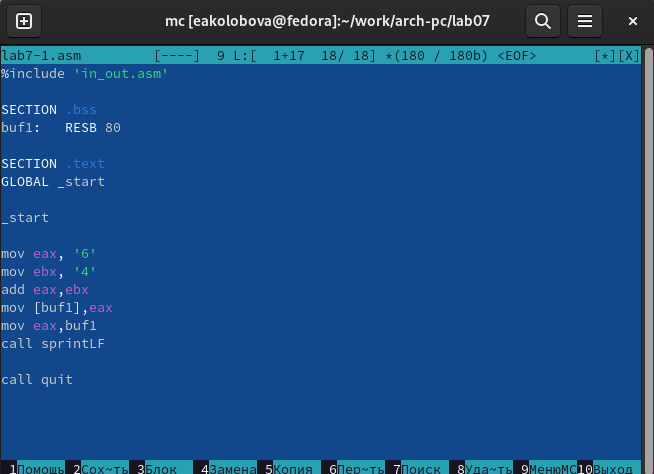 mc [eakolobova@fedora]:~/work/arch-pc/lab07
lab7-1.asm [----] 9 L:[ 1+17 18/ 18] *(180 / 180b) <EOF> [*][X]
%include 'in_out.asm'
SECTION .bss
buf1: RESB 80
SECTION .text
GLOBAL _start
_start
mov eax, '6'
mov ebx, '4'
add eax,ebx
mov [buf1],eax
mov eax,buf1
call sprintLF
call quit
1Помощь 2Сох~ть 3Блок 4Замена 5Копия 6Пер~ть 7Поиск 8Уда~ть 9МенюMC 10Выход